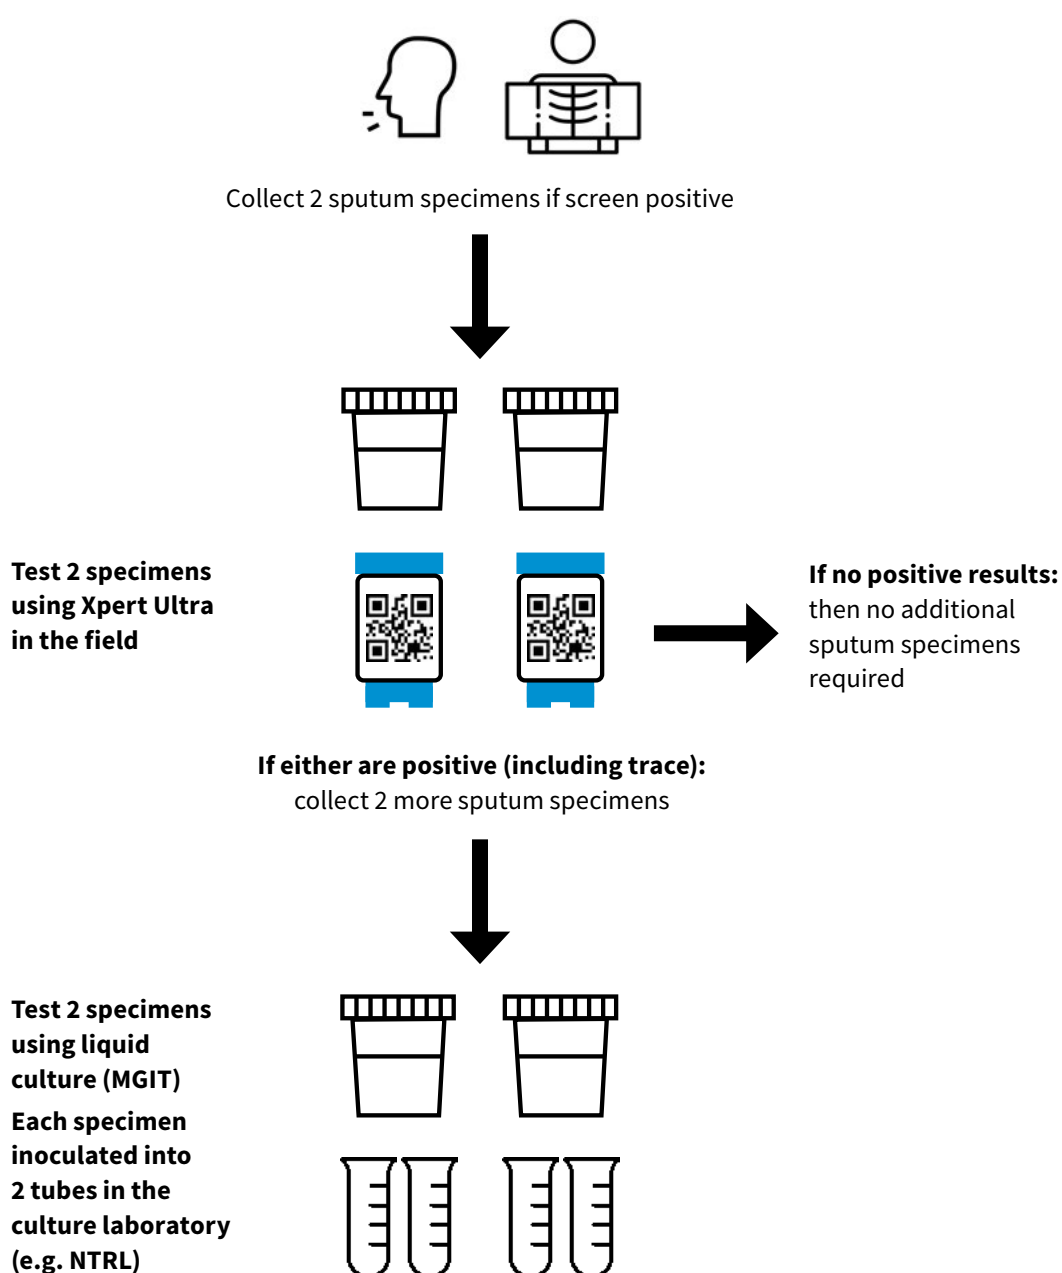 Collect 2 sputum specimens if screen positive
Test 2 specimens
using Xpert Ultra
in the field
If no positive results:
then no additional
sputum specimens
required
If either are positive (including trace):
collect 2 more sputum specimens
Test 2 specimens
using liquid
culture (MGIT)
Each specimen
inoculated into
2 tubes in the
culture laboratory
(e.g. NTRL)